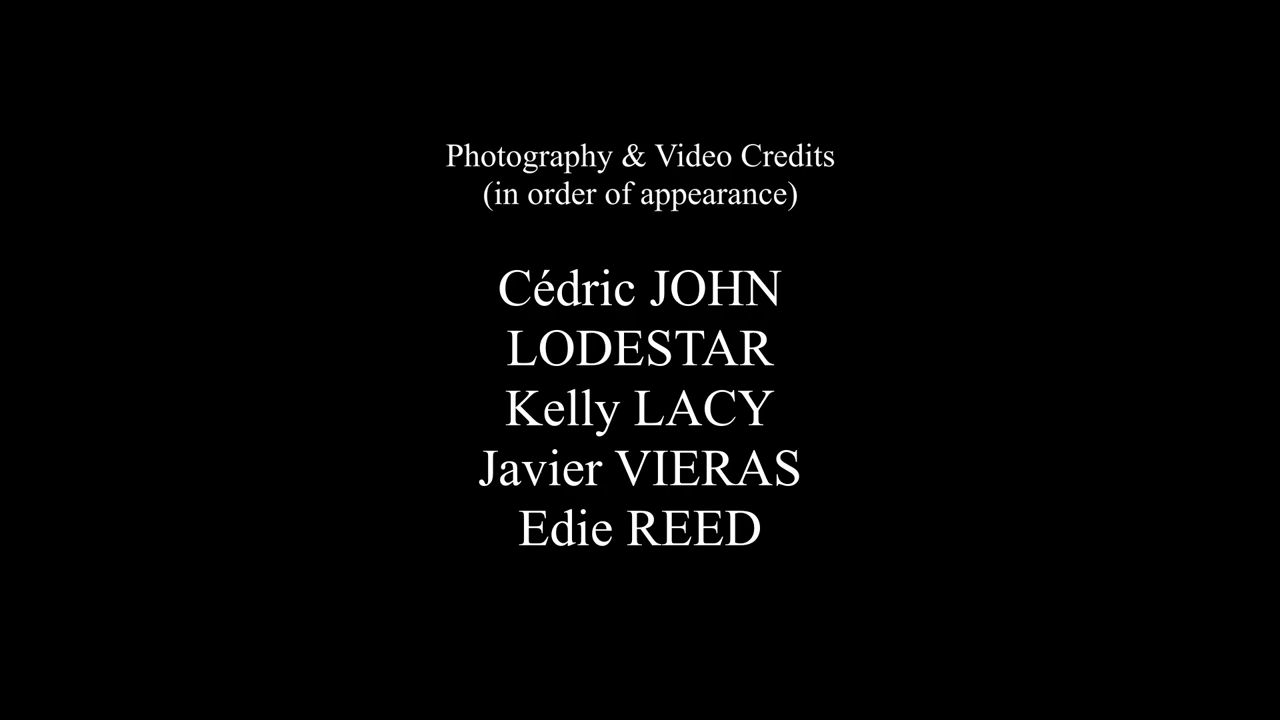 Photography & Video Credits
(in order of appearance)
Cédric JOHN
LODESTAR
Kelly LACY
Javier VIERAS
Edie REED